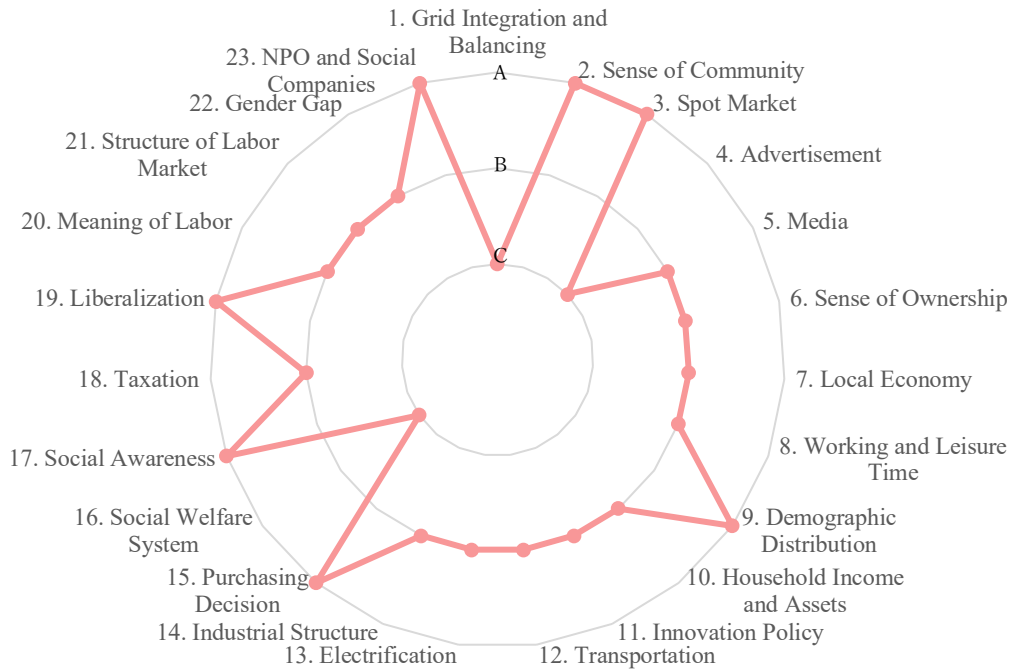 1. Grid Integration and
Balancing
A
2. Sense of Community
3. Spot Market
4. Advertisement
5. Media
6. Sense of Ownership
7. Local Economy
8. Working and Leisure
Time
9. Demographic
Distribution
10. Household Income
and Assets
11. Innovation Policy
12. Transportation
13. Electrification
14. Industrial Structure
15. Purchasing
Decision
16. Social Welfare
System
17. Social Awareness
18. Taxation
19. Liberalization
20. Meaning of Labor
21. Structure of Labor
Market
22. Gender Gap
23. NPO and Social
Companies
B
C